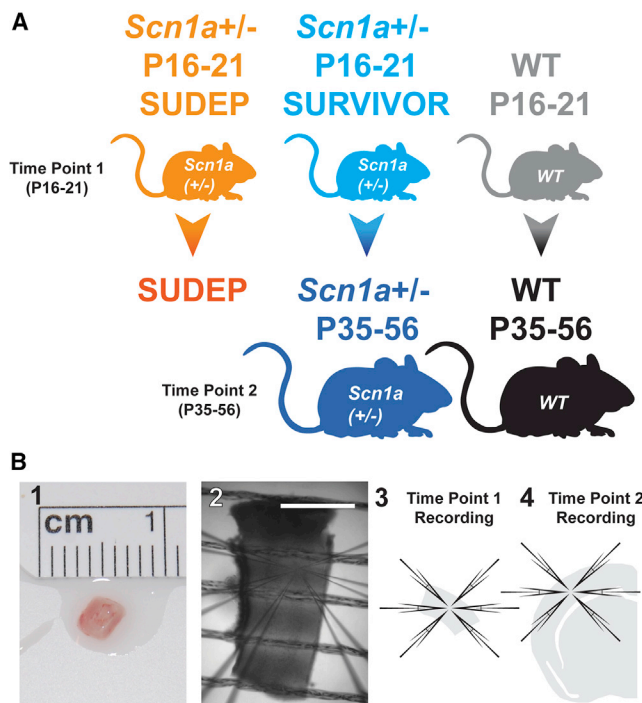 A
Scn1a+/-
P16-21
SUDEP
Scn1a+/-
P16-21
SURVIVOR
WT
P16-21
Time Point 1
(P16-21)
Scn1a
(+/-)
Scn1a
(+/-)
WT
SUDEP
Scn1a+/-
P35-56
WT
P35-56
Time Point 2
(P35-56)
Scn1a
(+/-)
WT
B
1
cm
1
2
3
Time Point 1
Recording
4
Time Point 2
Recording